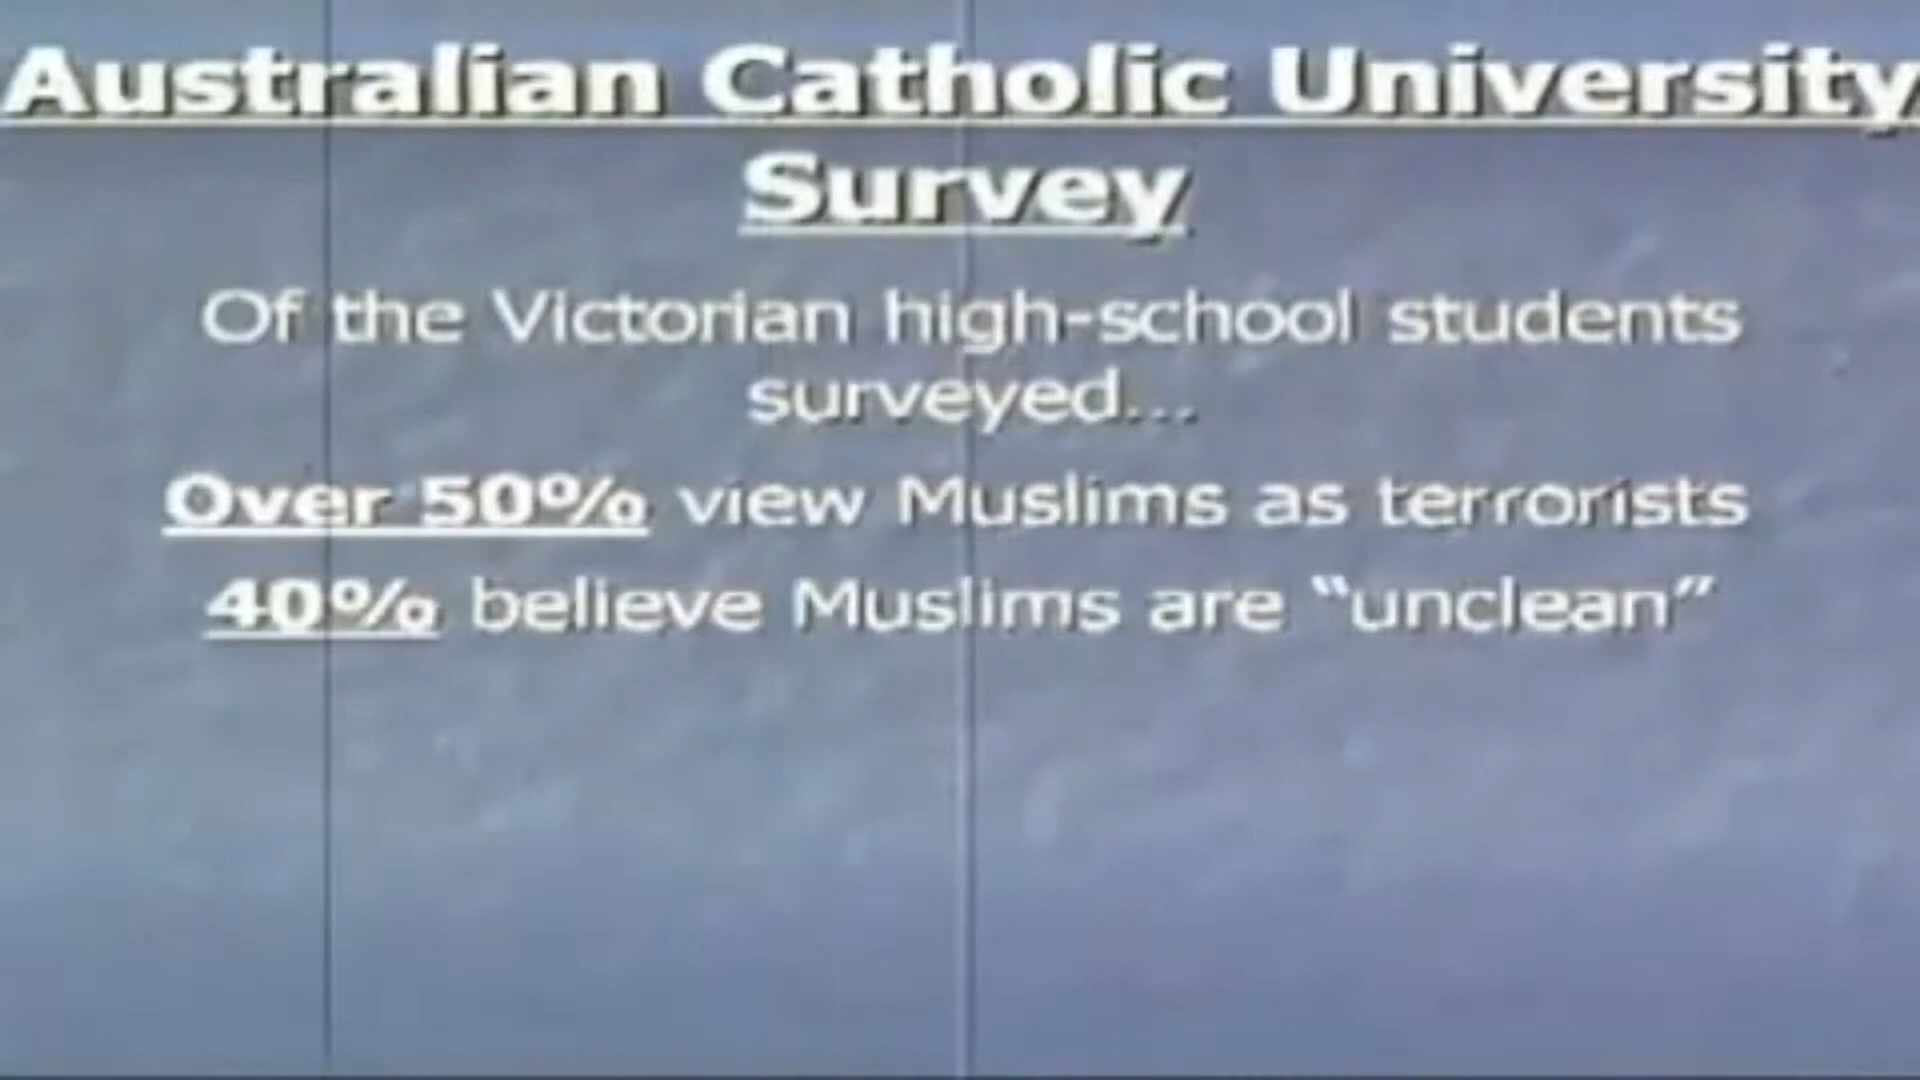 Australian Catholic University
Survey
Of the Victorian high-school students
surveyed...
Over 50% view Muslims as terrorists
40% believe Muslims are “unclean”